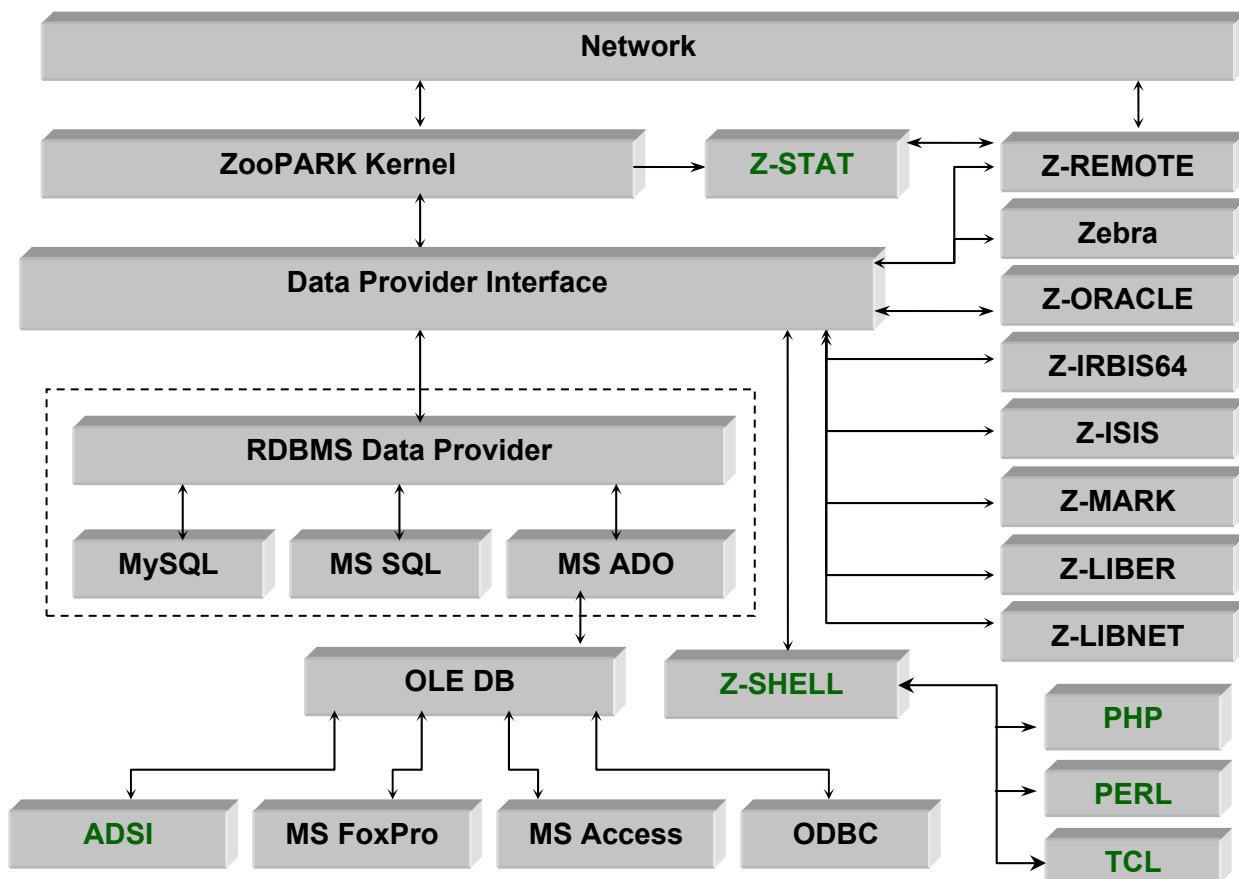 Network
ZooPARK Kernel
Z-STAT
Z-REMOTE
Zebra
Data Provider Interface
Z-ORACLE
Z-IRBIS64
Z-ISIS
RDBMS Data Provider
Z-MARK
MySQL
MS SQL
MS ADO
Z-LIBER
Z-LIBNET
OLE DB
Z-SHELL
PHP
PERL
ADSI
MS FoxPro
MS Access
ODBC
TCL